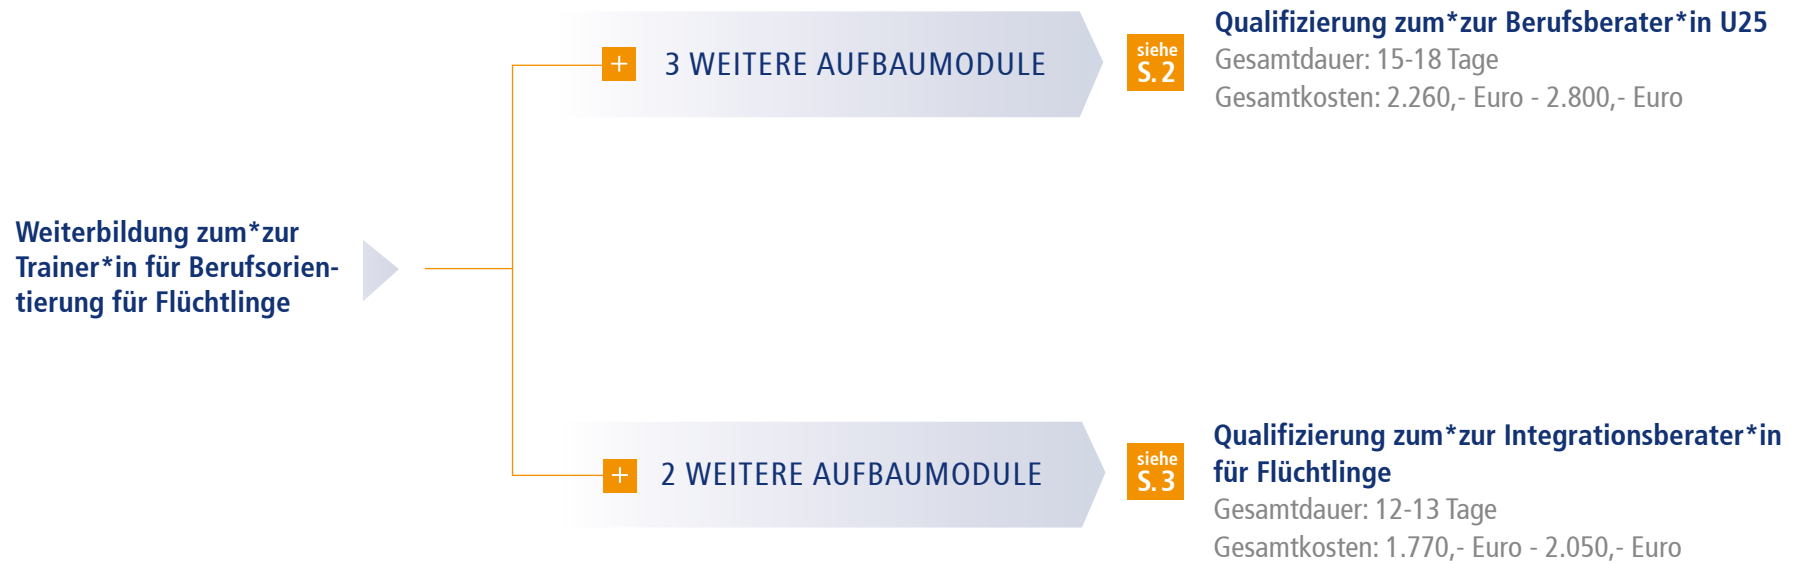 Weiterbildung zum*zur
Trainer*in für Berufsorien-
tierung für Flüchtlinge
+ 3 WEITERE AUFBAUMODULE
siehe
S. 2
Qualifizierung zum*zur Berufsberater*in U25
Gesamtdauer: 15-18 Tage
Gesamtkosten: 2.260,- Euro - 2.800,- Euro
+ 2 WEITERE AUFBAUMODULE
siehe
S. 3
Qualifizierung zum*zur Integrationsberater*in
für Flüchtlinge
Gesamtdauer: 12-13 Tage
Gesamtkosten: 1.770,- Euro - 2.050,- Euro